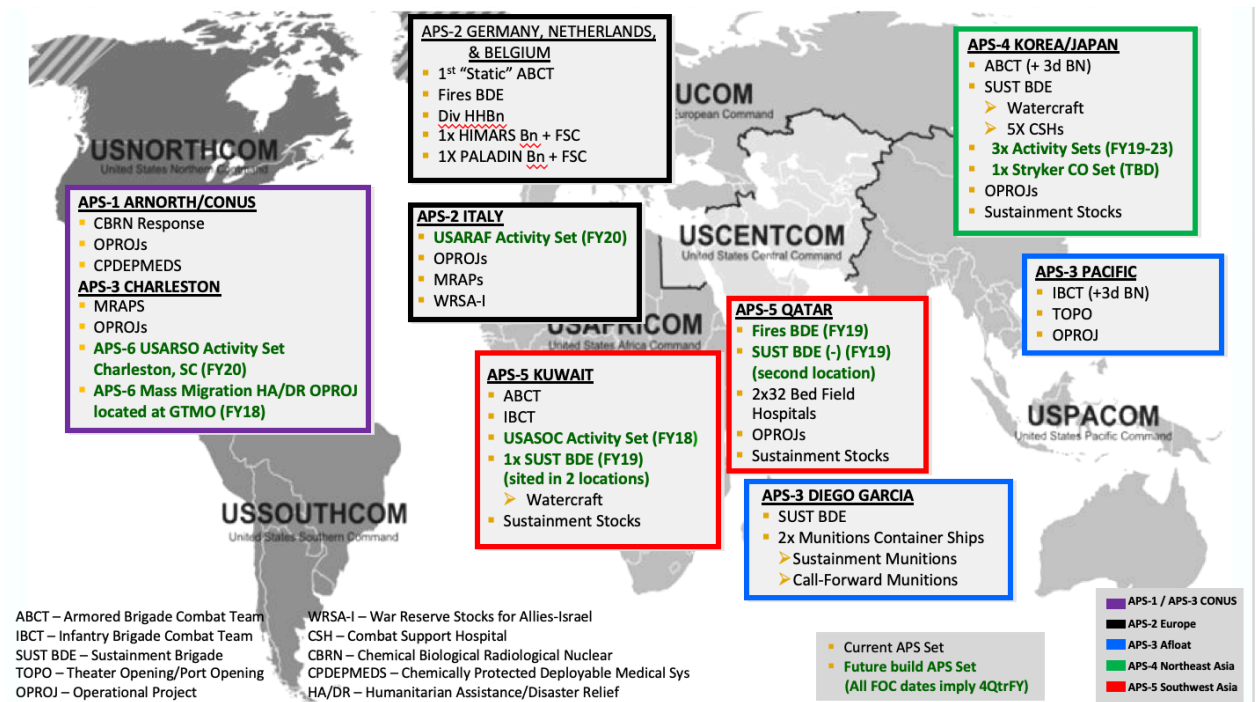 APS-2 GERMANY, NETHERLANDS,
& BELGIUM
1st “Static” ABCT
Fires BDE
Div HHBn
1x HIMARS Bn + FSC
1X PALADIN Bn + FSC
UCOM
European Command
APS-4 KOREA/JAPAN
ABCT (+ 3d BN)
SUST BDE
Watercraft
5X CSHs
3x Activity Sets (FY19-23)
1x Stryker CO Set (TBD)
OPROJs
Sustainment Stocks
USNORTHCOM
United States Northern Command
APS-1 ARNORTH/CONUS
CBRN Response
OPROJs
CPDEPMEDS
APS-3 CHARLESTON
MRAPS
OPROJs
APS-6 USARSO Activity Set
Charleston, SC (FY20)
APS-6 Mass Migration HA/DR OPROJ
located at GTMO (FY18)
APS-2 ITALY
USARAF Activity Set (FY20)
OPROJs
MRAPs
WRSA-I
USCENTCOM
United States Central Command
APS-3 PACIFIC
IBCT (+3d BN)
TOPO
OPROJ
USAFRICOM
United States Africa Command
APS-5 QATAR
Fires BDE (FY19)
SUST BDE (-) (FY19)
(second location)
2x32 Bed Field
Hospitals
OPROJs
Sustainment Stocks
APS-5 KUWAIT
ABCT
IBCT
USASOC Activity Set (FY18)
1x SUST BDE (FY19)
(sited in 2 locations)
Watercraft
Sustainment Stocks
USPACOM
United States Pacific Command
USSOUTHCOM
United States Southern Command
APS-3 DIEGO GARCIA
SUST BDE
2x Munitions Container Ships
Sustainment Munitions
Call-Forward Munitions
ABCT – Armored Brigade Combat Team
IBCT – Infantry Brigade Combat Team
SUST BDE – Sustainment Brigade
TOPO – Theater Opening/Port Opening
OPROJ – Operational Project
WRSA-I – War Reserve Stocks for Allies-Israel
CSH – Combat Support Hospital
CBRN – Chemical Biological Radiological Nuclear
CPDEPMEDS – Chemically Protected Deployable Medical Sys
HA/DR – Humanitarian Assistance/Disaster Relief
Current APS Set
Future build APS Set
(All FOC dates imply 4QtrFY)
APS-1 / APS-3 CONUS
APS-2 Europe
APS-3 Afloat
APS-4 Northeast Asia
APS-5 Southwest Asia